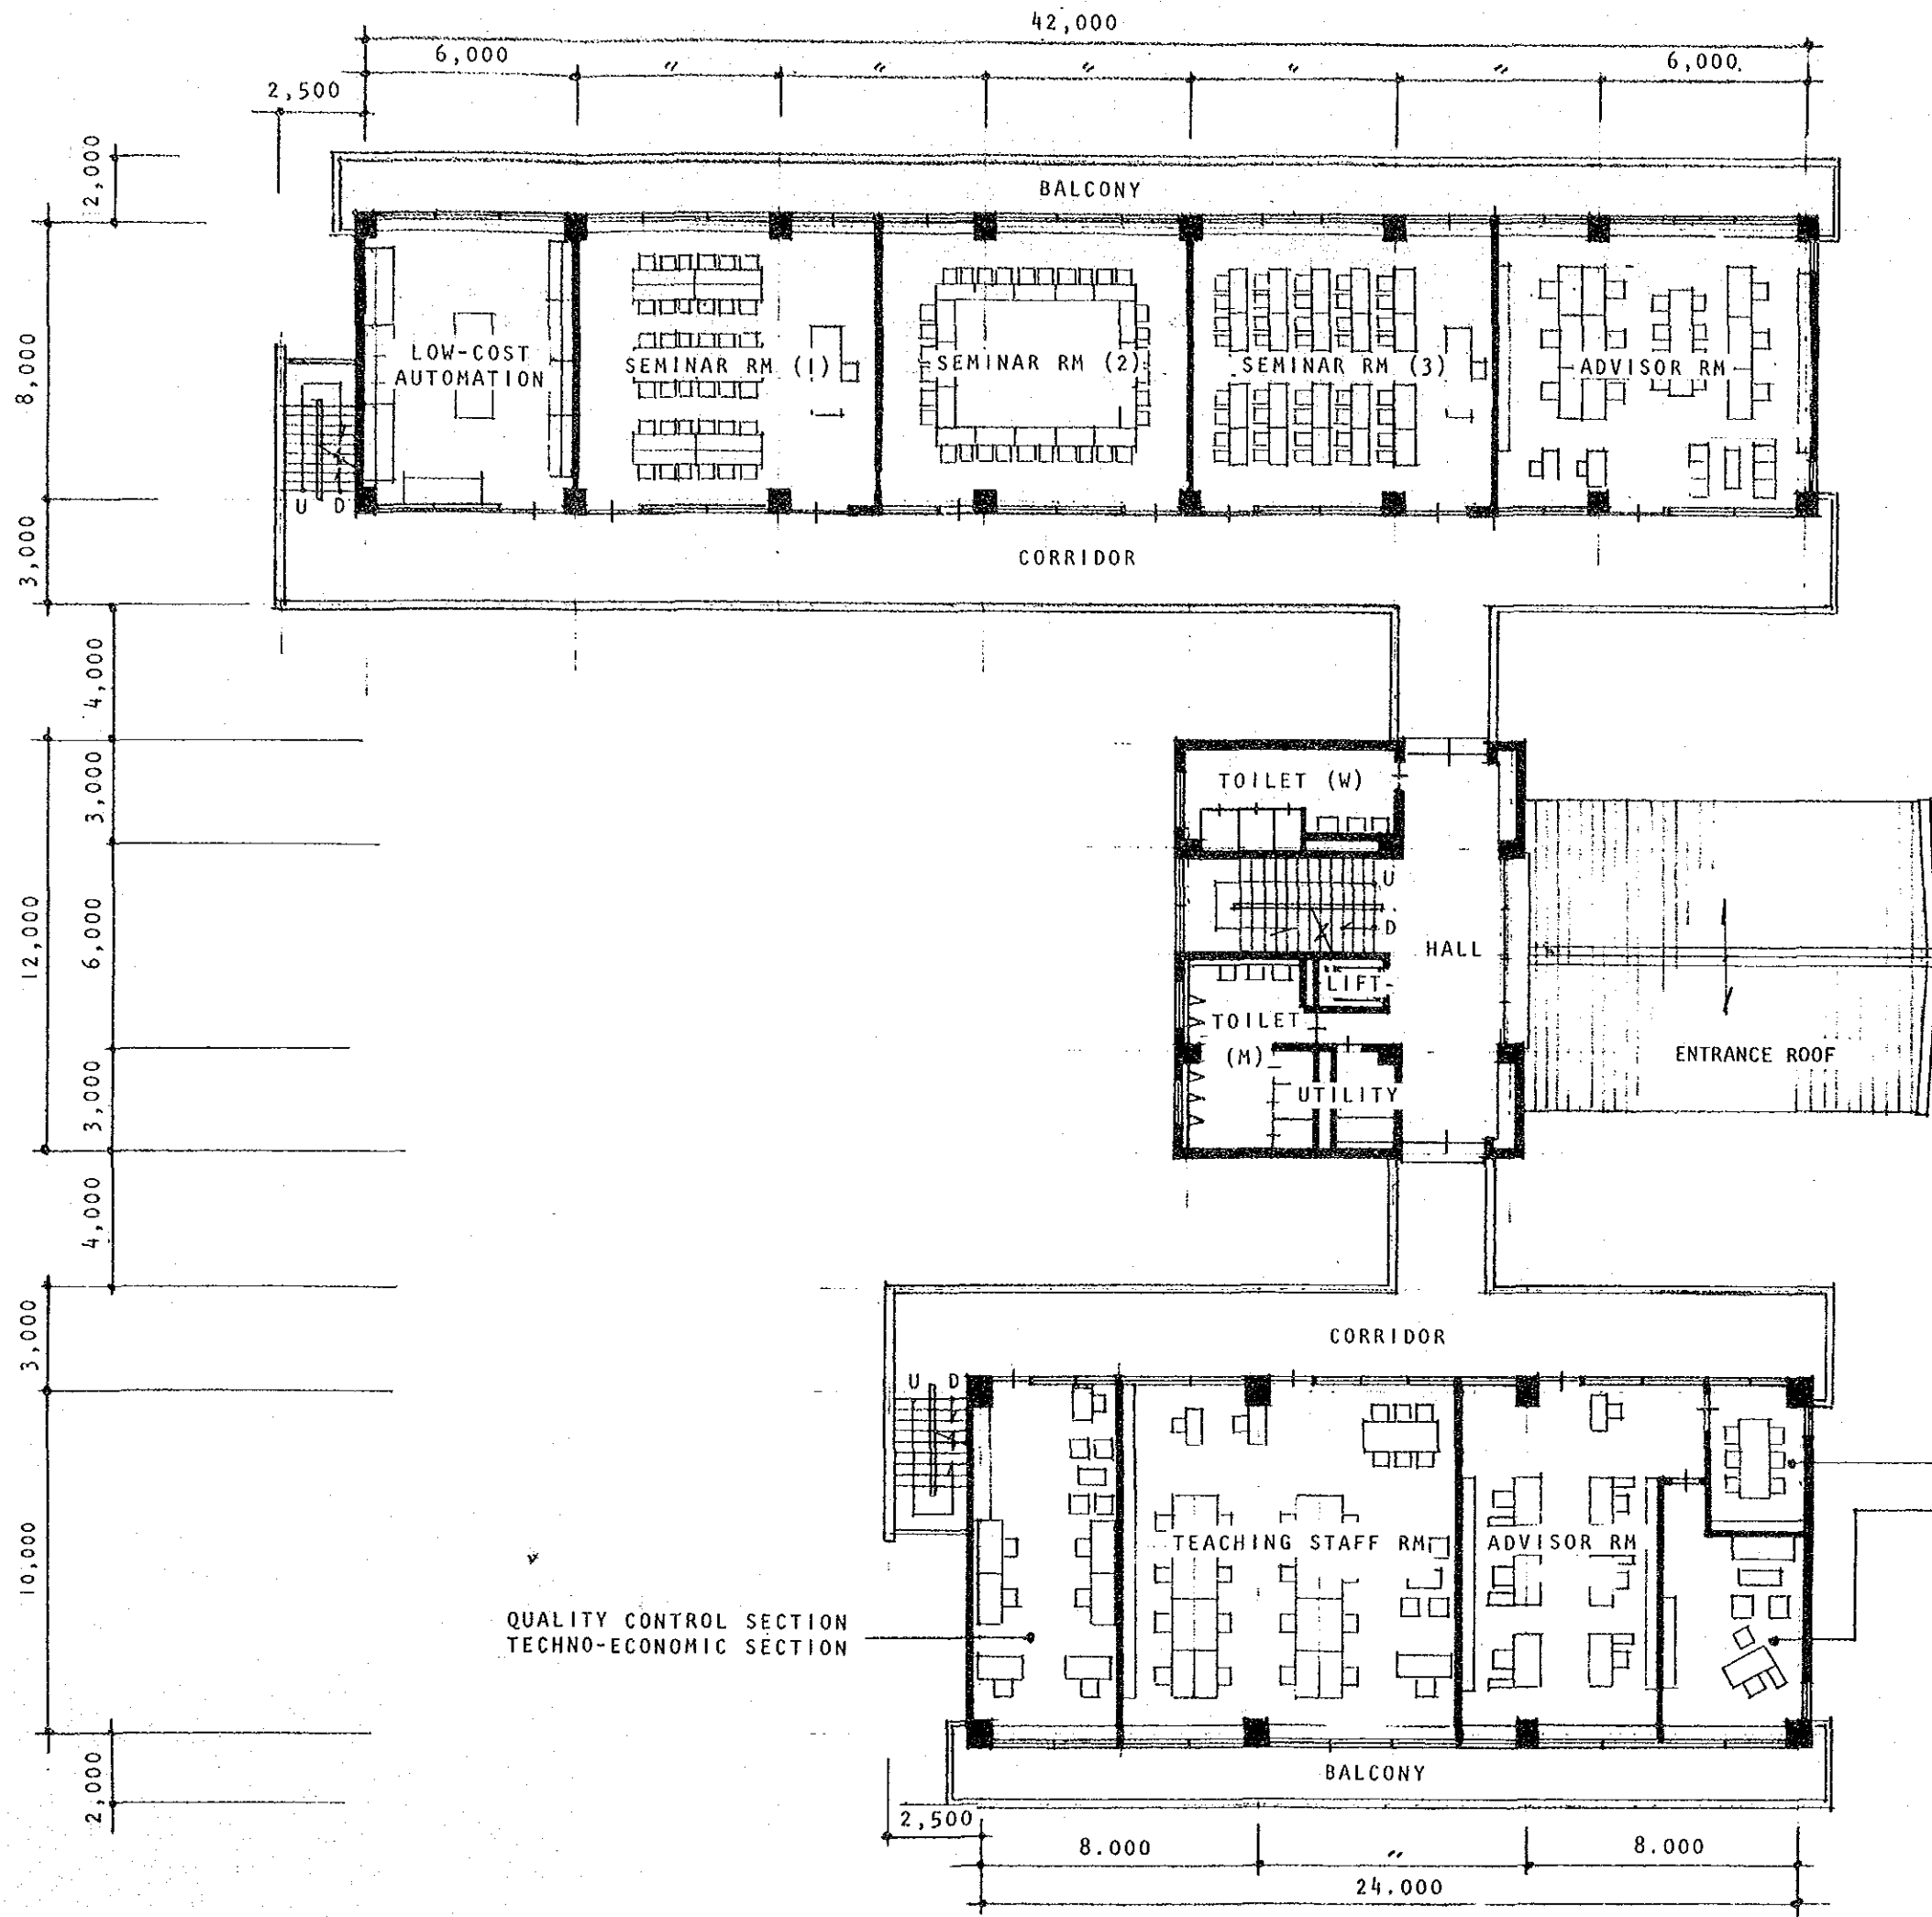 42,000
6,000
〃
〃
〃
〃
〃
6,000
2,500
2,000
BALCONY
8,000
LOW-COST
AUTOMATION
SEMINAR RM (1)
SEMINAR RM (2)
SEMINAR RM (3)
ADVISOR RM
U D
3,000
CORRIDOR
4,000
3,000
TOILET (W)
12,000
6,000
U
D
HALL
LIFT
TOILET
(M)
ENTRANCE ROOF
3,000
UTILITY
4,000
3,000
CORRIDOR
U D
10,000
TEACHING STAFF RM
ADVISOR RM
QUALITY CONTROL SECTION
TECHNO-ECONOMIC SECTION
2,000
BALCONY
2,500
8.000
〃
8.000
24.000